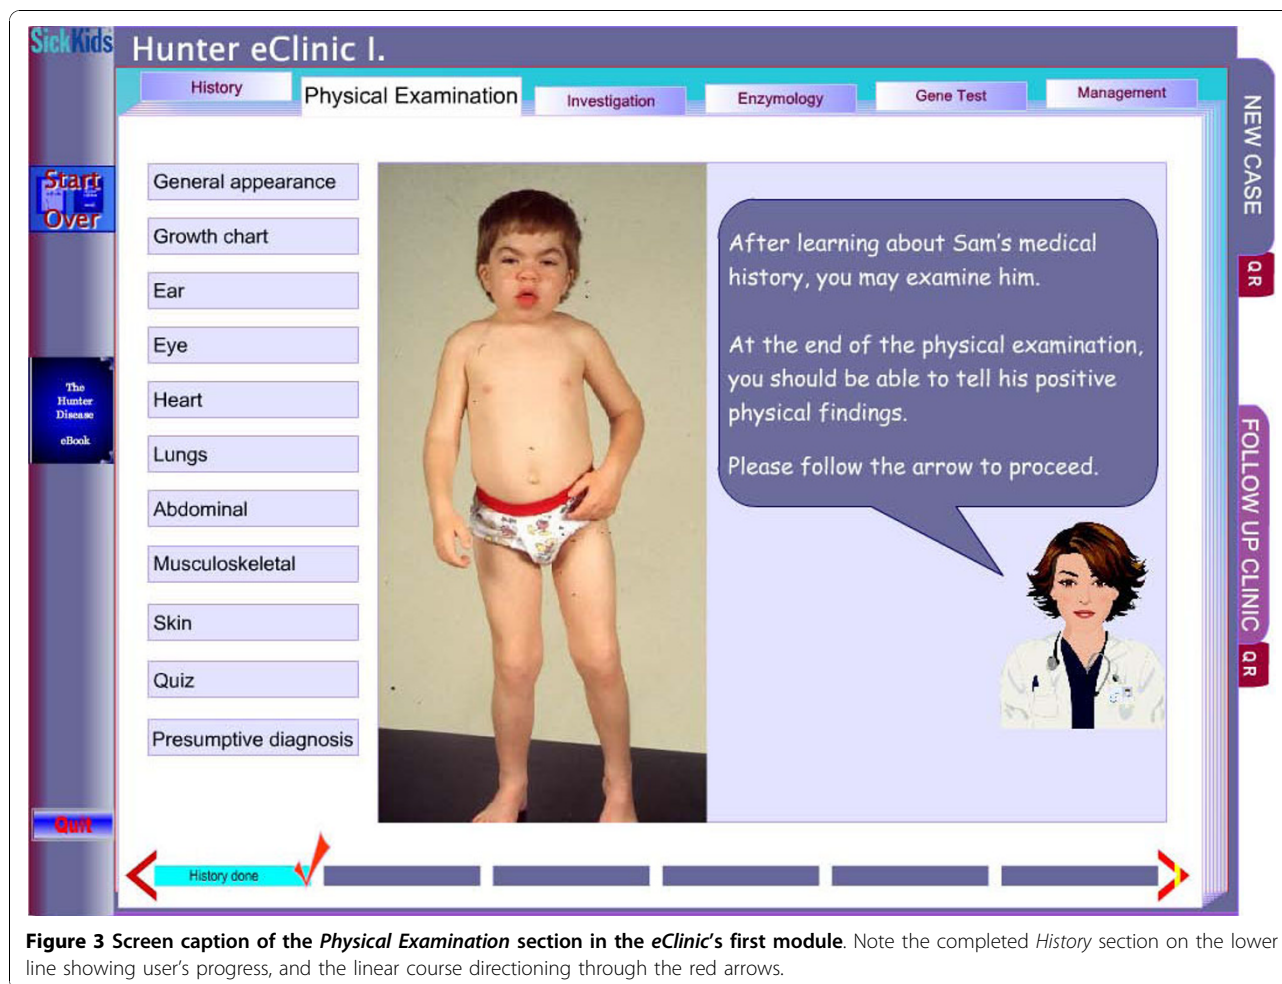 SickKids
Hunter eClinic I.
History
Physical Examination
Investigation
Enzymology
Gene Test
Management
NEW CASE
QR
FOLLOW UP CLINIC
QR
Start
Over
The
Hunter
Disease
eBook
Quit
General appearance
Growth chart
Ear
Eye
Heart
Lungs
Abdominal
Musculoskeletal
Skin
Quiz
Presumptive diagnosis
After learning about Sam's medical
history, you may examine him.
At the end of the physical examination,
you should be able to tell his positive
physical findings.
Please follow the arrow to proceed.
History done
Figure 3 Screen caption of the Physical Examination section in the eClinic's first module. Note the completed History section on the lower
line showing user's progress, and the linear course directioning through the red arrows.